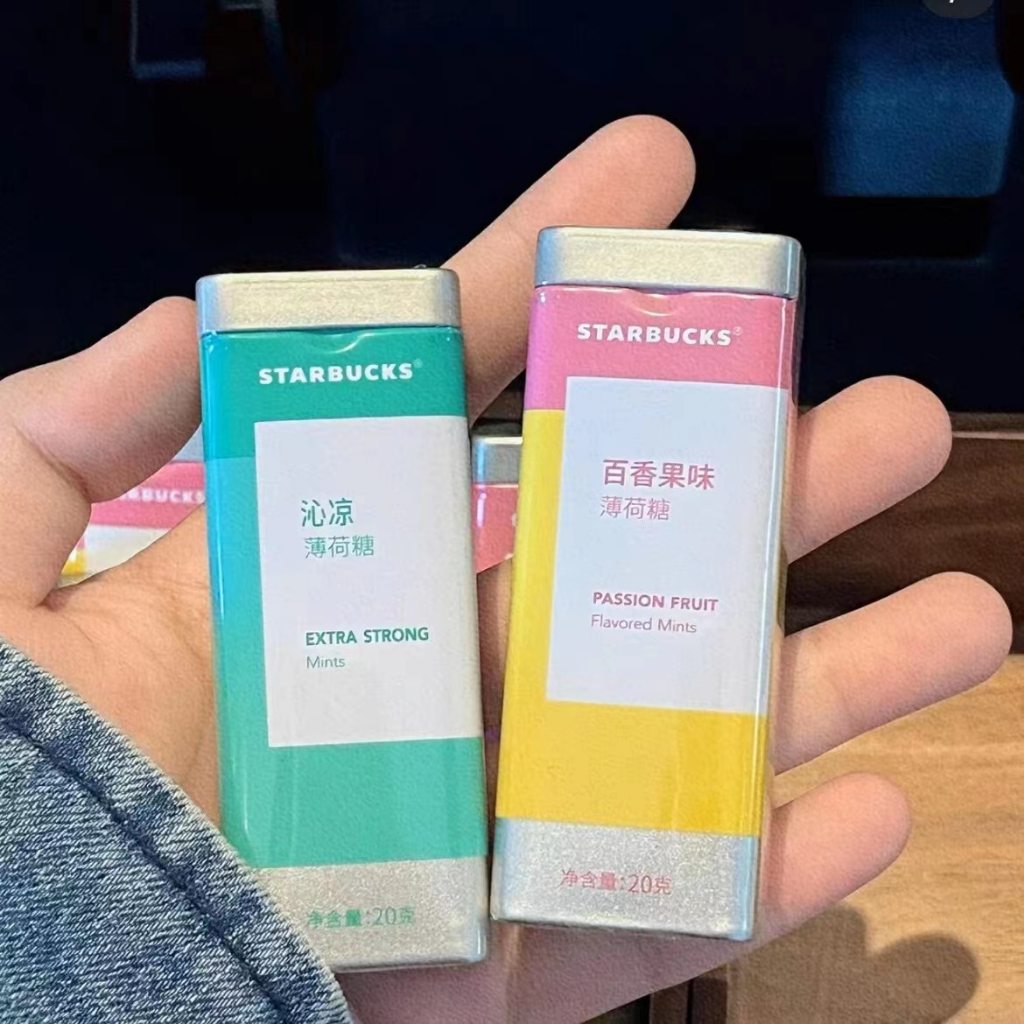 STARBUCKS®
沁凉
薄荷糖
EXTRA STRONG
Mints
净含量:20克
STARBUCKS®
百香果味
薄荷糖
PASSION FRUIT
Flavored Mints
净含量:20克
STARBUCKS